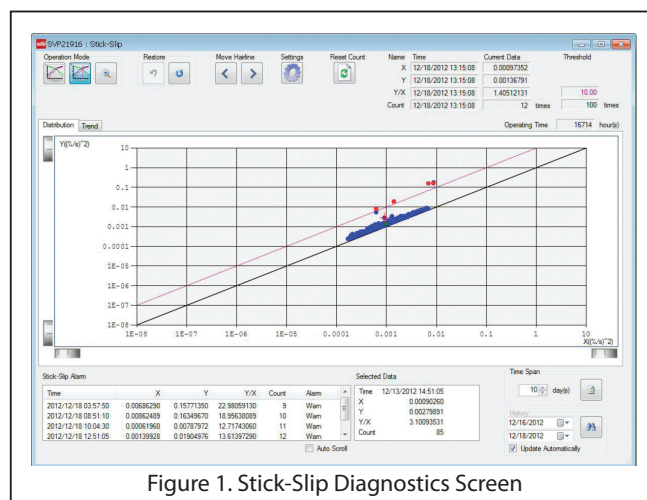 SVP21916 : Stick-Slip
Operation Mode Restore Move Hairline Settings Reset Count Name Time Current Data Threshold
X 12/18/2012 13:15:08 0.00097352
Y 12/18/2012 13:15:08 0.00136791
Y/X 12/18/2012 13:15:08 1.40512131 10.00
Count 12/18/2012 13:15:08 12 times 100 times
Distribution Trend Operating Time 16714 hour(s)
Y((%/s)^2)
10
1
0.1
0.01
0.001
0.0001
1E-05
1E-06
1E-07
1E-08
1E-08 1E-07 1E-06 1E-05 0.0001 0.001 0.01 0.1 1 10
X((%/s)^2)
Stick-Slip Alarm
Time X Y Y/X Count Alarm
2012/12/18 03:57:50 0.00686290 0.15771350 22.98059130 9 Warn
2012/12/18 08:51:10 0.00862489 0.16349670 18.95638089 10 Warn
2012/12/18 10:04:30 0.00061960 0.00787972 12.71743060 11 Warn
2012/12/18 12:51:05 0.00139928 0.01904976 13.61397290 12 Warn
Auto Scroll
Selected Data
Time 12/13/2012 14:51:05
X 0.00090260
Y 0.00279891
Y/X 3.10093531
Count 85
Time Span
10 day(s)
History
12/16/2012
12/18/2012
Update Automatically
Figure 1. Stick-Slip Diagnostics Screen